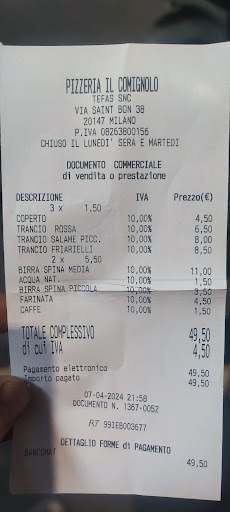 PIZZERIA IL COMIGNOLO
TEFAS SNC
VIA SAINT BON 38
20147 MILANO
P.IVA 08263800156
CHIUSO IL LUNEDI' SERA E MARTEDI
DOCUMENTO COMMERCIALE
di vendita o prestazione
DESCRIZIONE IVA Prezzo(€)
3 x 1,50
COPERTO 10,00% 4,50
TRANCIO ROSSA 10,00% 6,50
TRANCIO SALAME PICC. 10,00% 8,00
TRANCIO FRIARIELLI 10,00% 8,50
2 x 5,50
BIRRA SPINA MEDIA 10,00% 11,00
ACQUA NAT. 10,00% 1,50
BIRRA SPINA PICCOLA 10,00% 3,50
FARINATA 10,00% 4,50
CAFFE 10,00% 1,50
TOTALE COMPLESSIVO 49,50
di cui IVA 4,50
Pagamento elettronico 49,50
Importo pagato 49,50
07-04-2024 21:58
DOCUMENTO N. 1367-0052
RT 991EB003677
DETTAGLIO FORME di PAGAMENTO
BANCOMAT 49,50